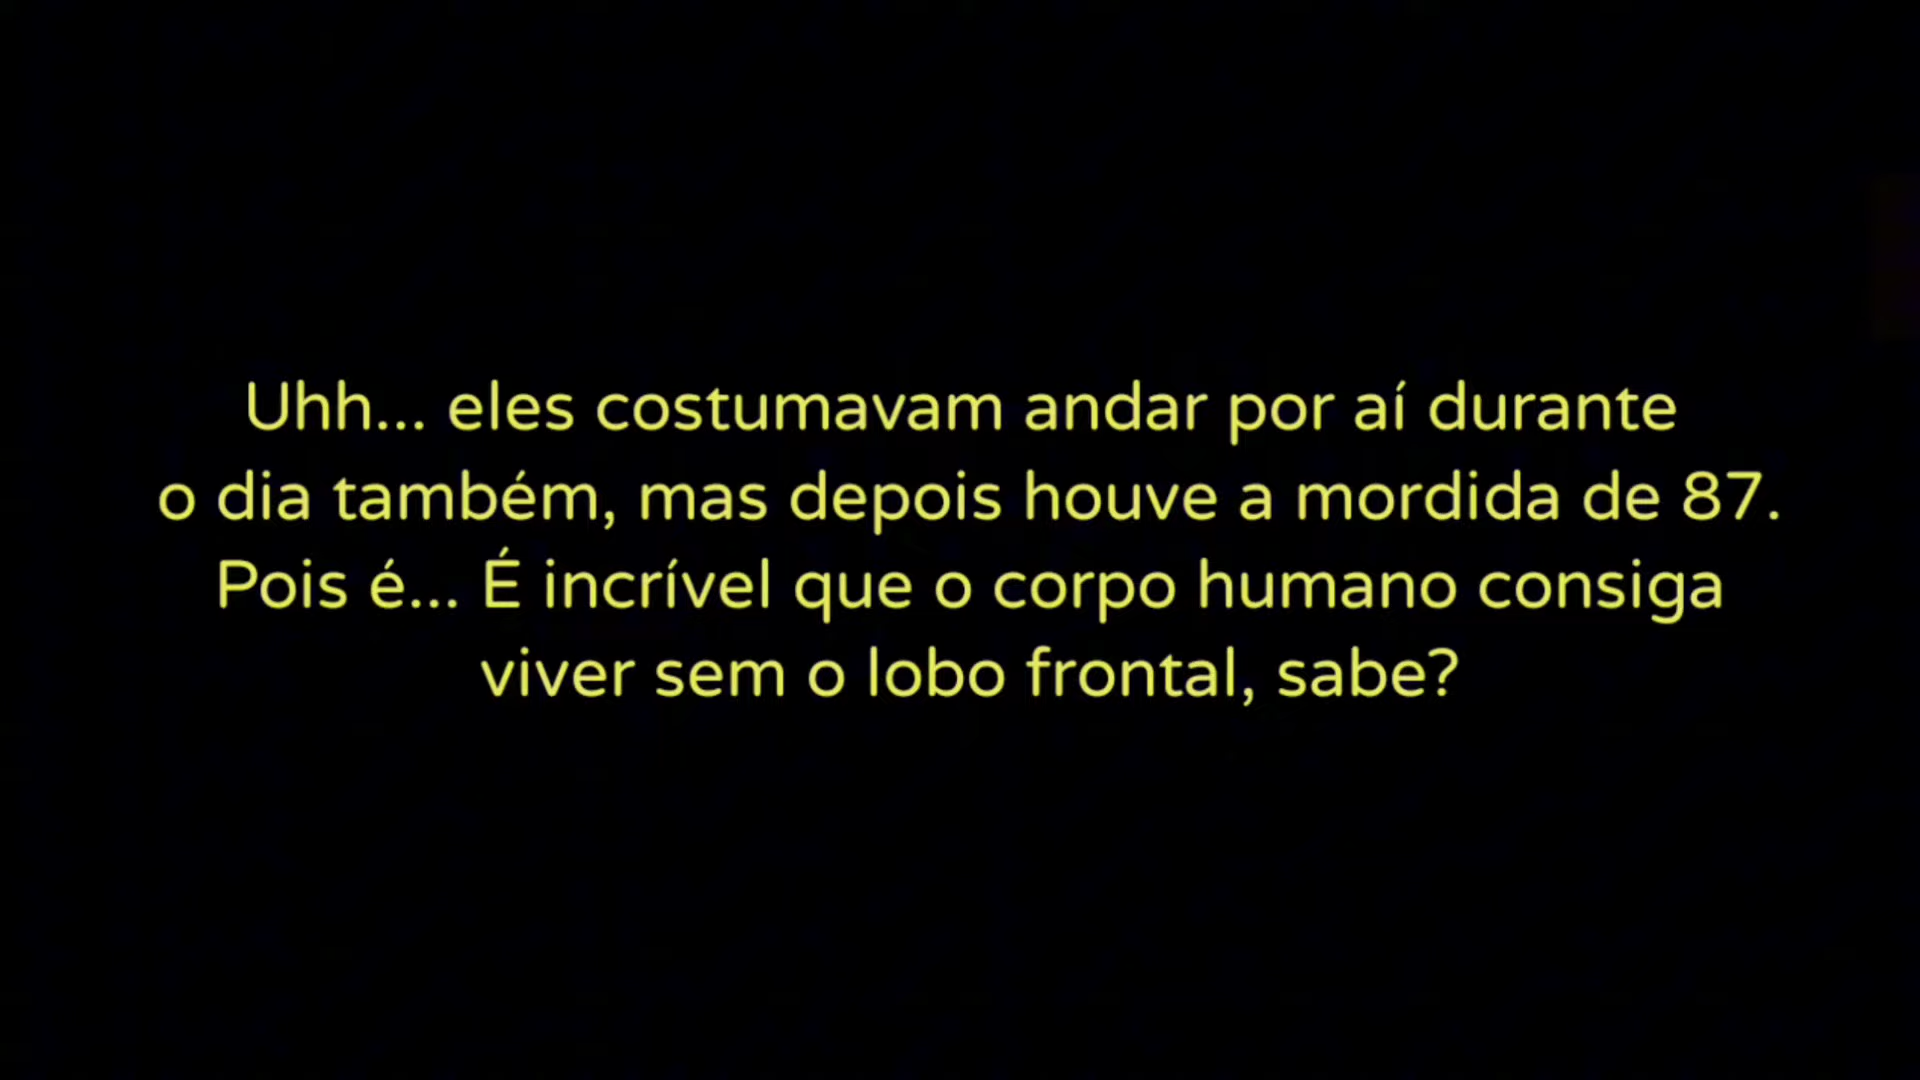 Uhh... eles costumavam andar por aí durante
o dia também, mas depois houve a mordida de 87.
Pois é... É incrível que o corpo humano consiga
viver sem o lobo frontal, sabe?